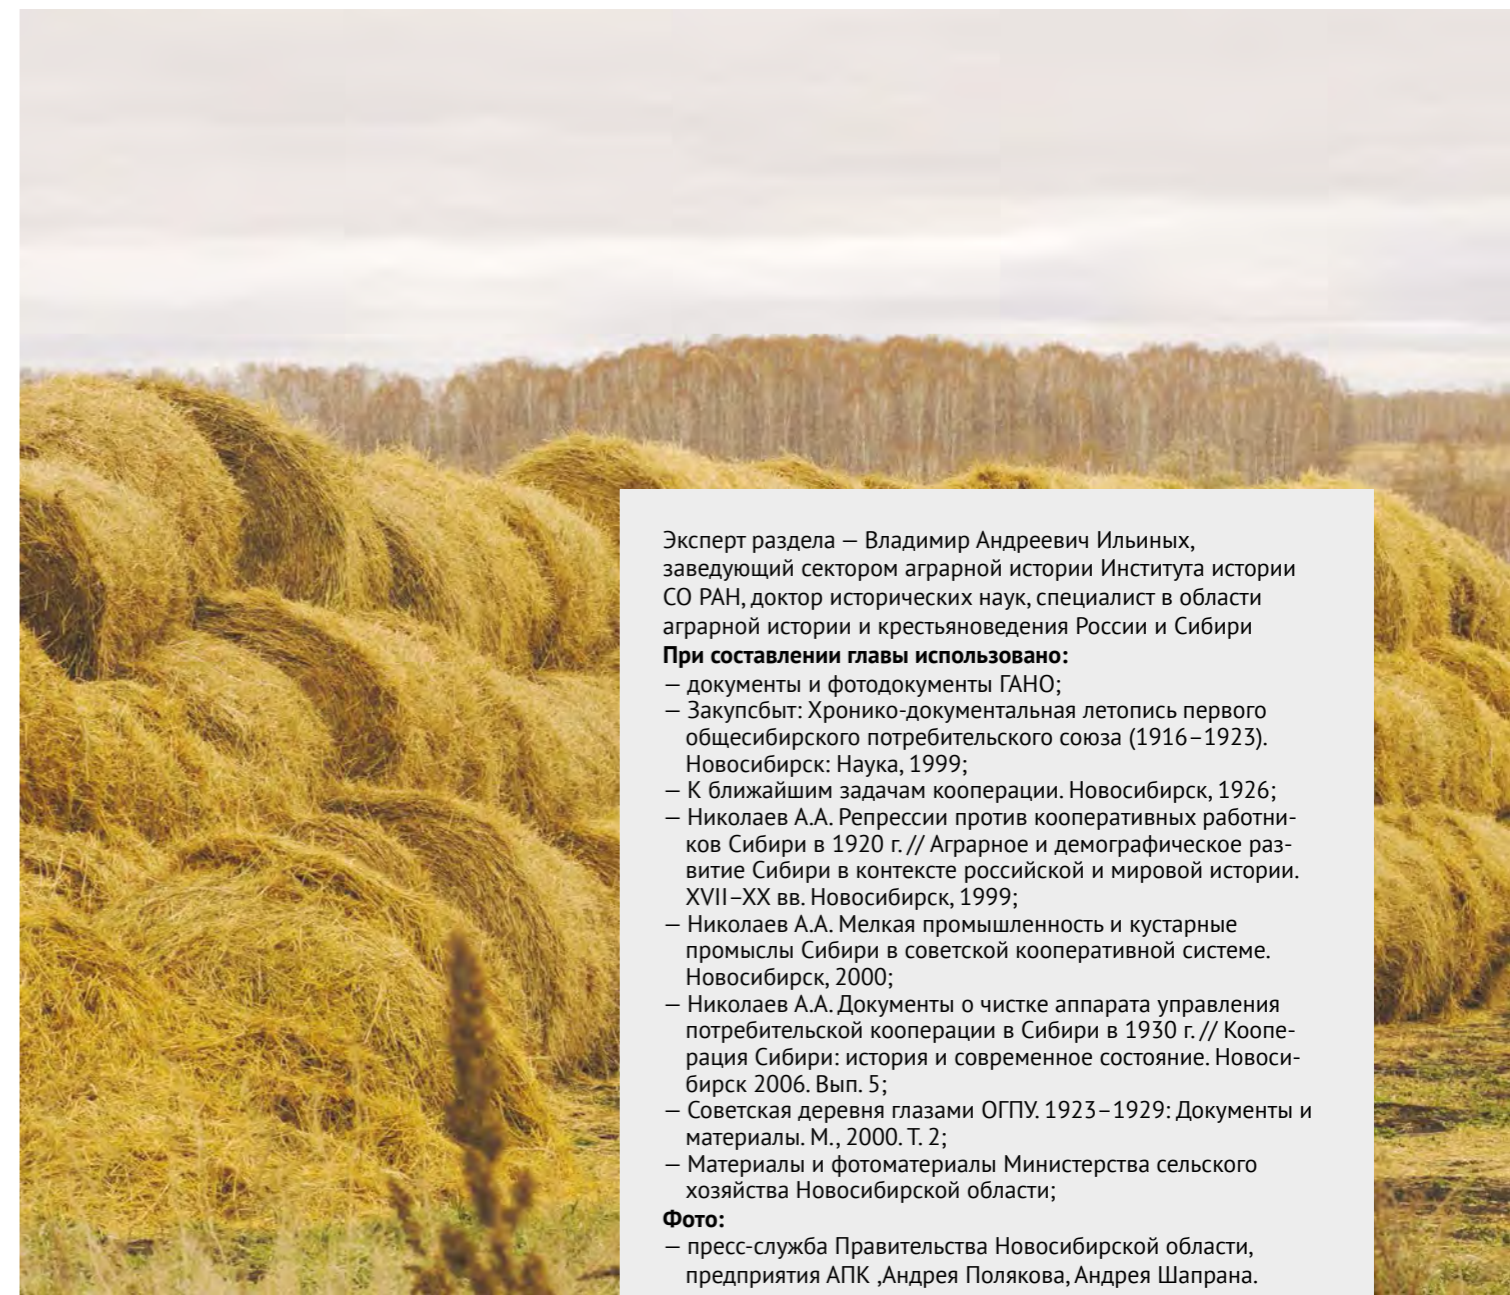 Эксперт раздела — Владимир Андреевич Ильиных,
заведующий сектором аграрной истории Института истории
СО РАН, доктор исторических наук, специалист в области
аграрной истории и крестьяноведения России и Сибири
При составлении главы использовано:
— документы и фотодокументы ГАНО;
— Закупсбыт: Хронико-документальная летопись первого
общесибирского потребительского союза (1916–1923).
Новосибирск: Наука, 1999;
— К ближайшим задачам кооперации. Новосибирск, 1926;
— Николаев А.А. Репрессии против кооперативных работни-
ков Сибири в 1920 г. // Аграрное и демографическое раз-
витие Сибири в контексте российской и мировой истории.
XVII–XX вв. Новосибирск, 1999;
— Николаев А.А. Мелкая промышленность и кустарные
промыслы Сибири в советской кооперативной системе.
Новосибирск, 2000;
— Николаев А.А. Документы о чистке аппарата управления
потребительской кооперации в Сибири в 1930 г. // Коопе-
рация Сибири: история и современное состояние. Новоси-
бирск 2006. Вып. 5;
— Советская деревня глазами ОГПУ. 1923–1929: Документы и
материалы. М., 2000. Т. 2;
— Материалы и фотоматериалы Министерства сельского
хозяйства Новосибирской области;
Фото:
— пресс-служба Правительства Новосибирской области,
предприятия АПК ,Андрея Полякова, Андрея Шапрана.